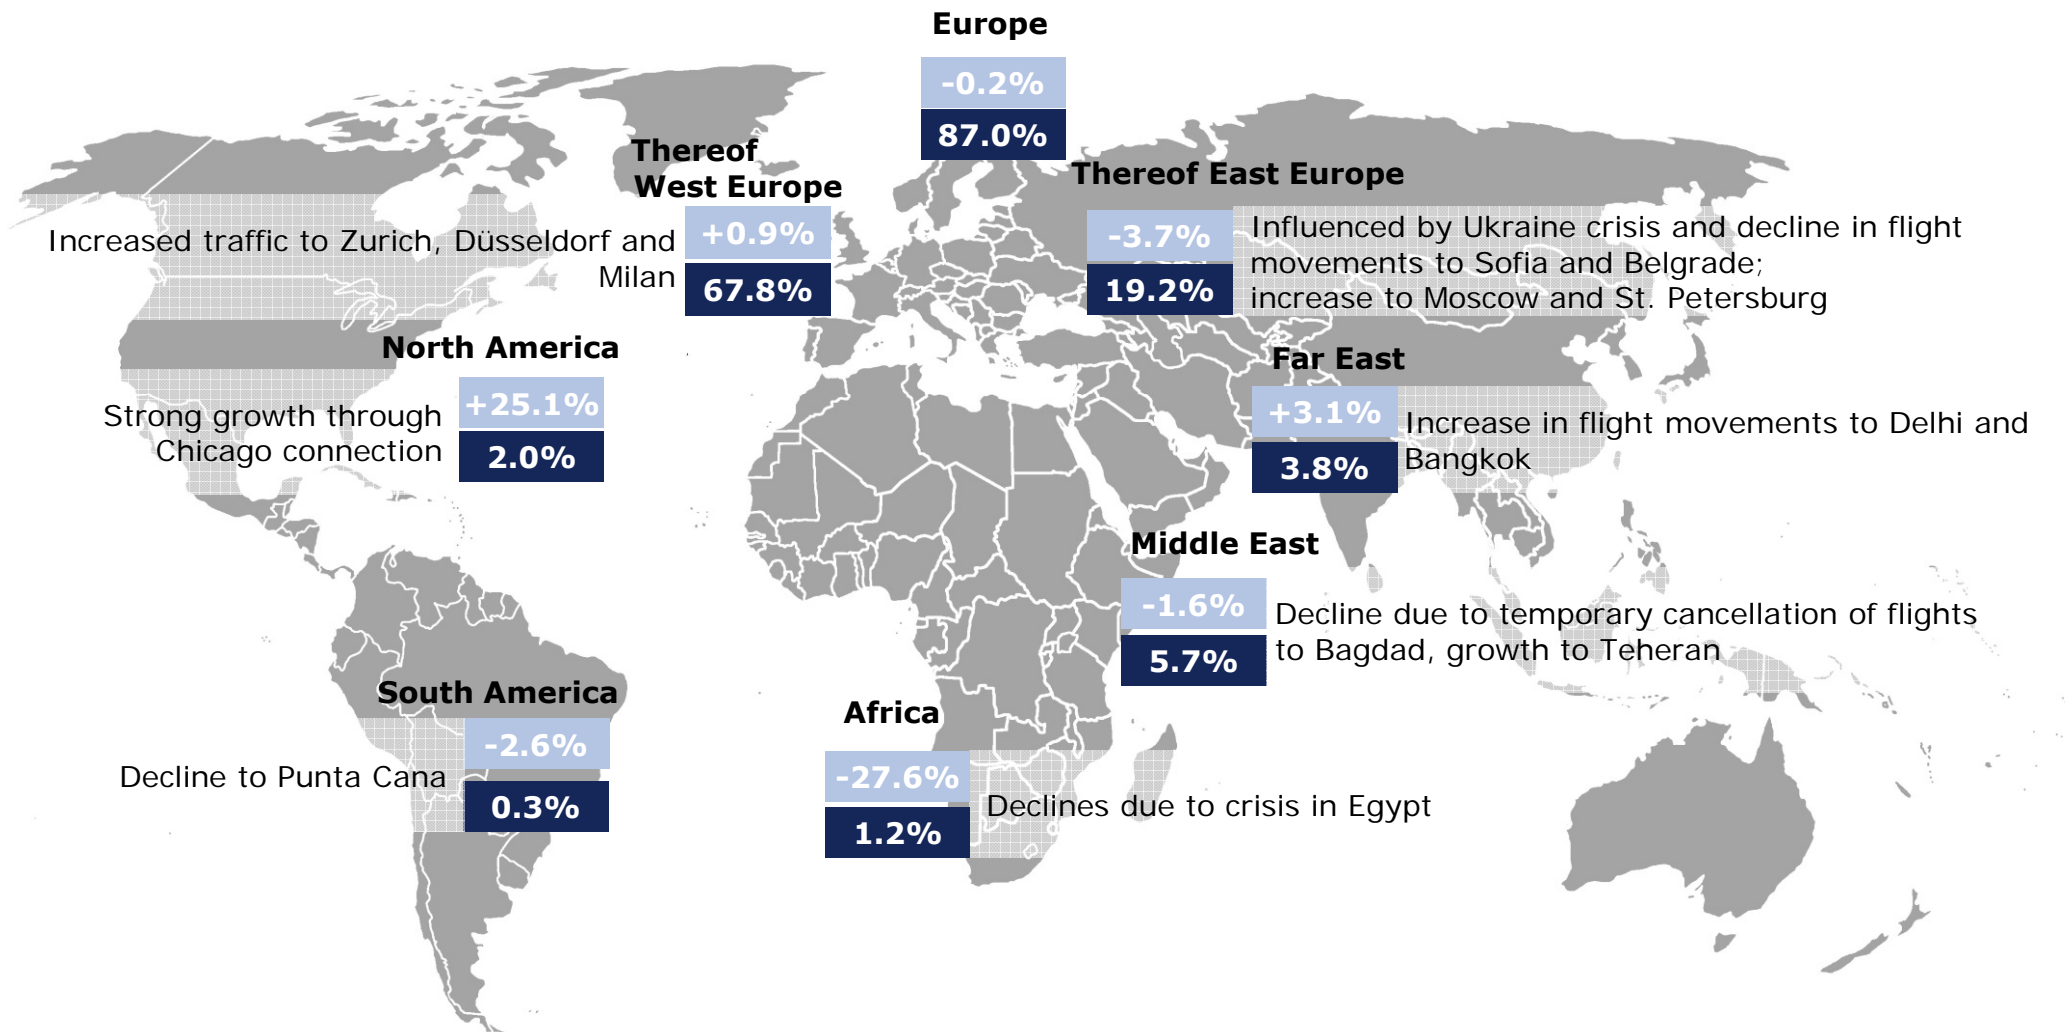 Europe
-0.2%
87.0%
Thereof
West Europe
+0.9%
67.8%
Increased traffic to Zurich, Düsseldorf and
Milan
Thereof East Europe
-3.7%
19.2%
Influenced by Ukraine crisis and decline in flight
movements to Sofia and Belgrade;
increase to Moscow and St. Petersburg
North America
+25.1%
2.0%
Strong growth through
Chicago connection
Far East
+3.1%
3.8%
Increase in flight movements to Delhi and
Bangkok
Middle East
-1.6%
5.7%
Decline due to temporary cancellation of flights
to Bagdad, growth to Teheran
South America
-2.6%
0.3%
Decline to Punta Cana
Africa
-27.6%
1.2%
Declines due to crisis in Egypt